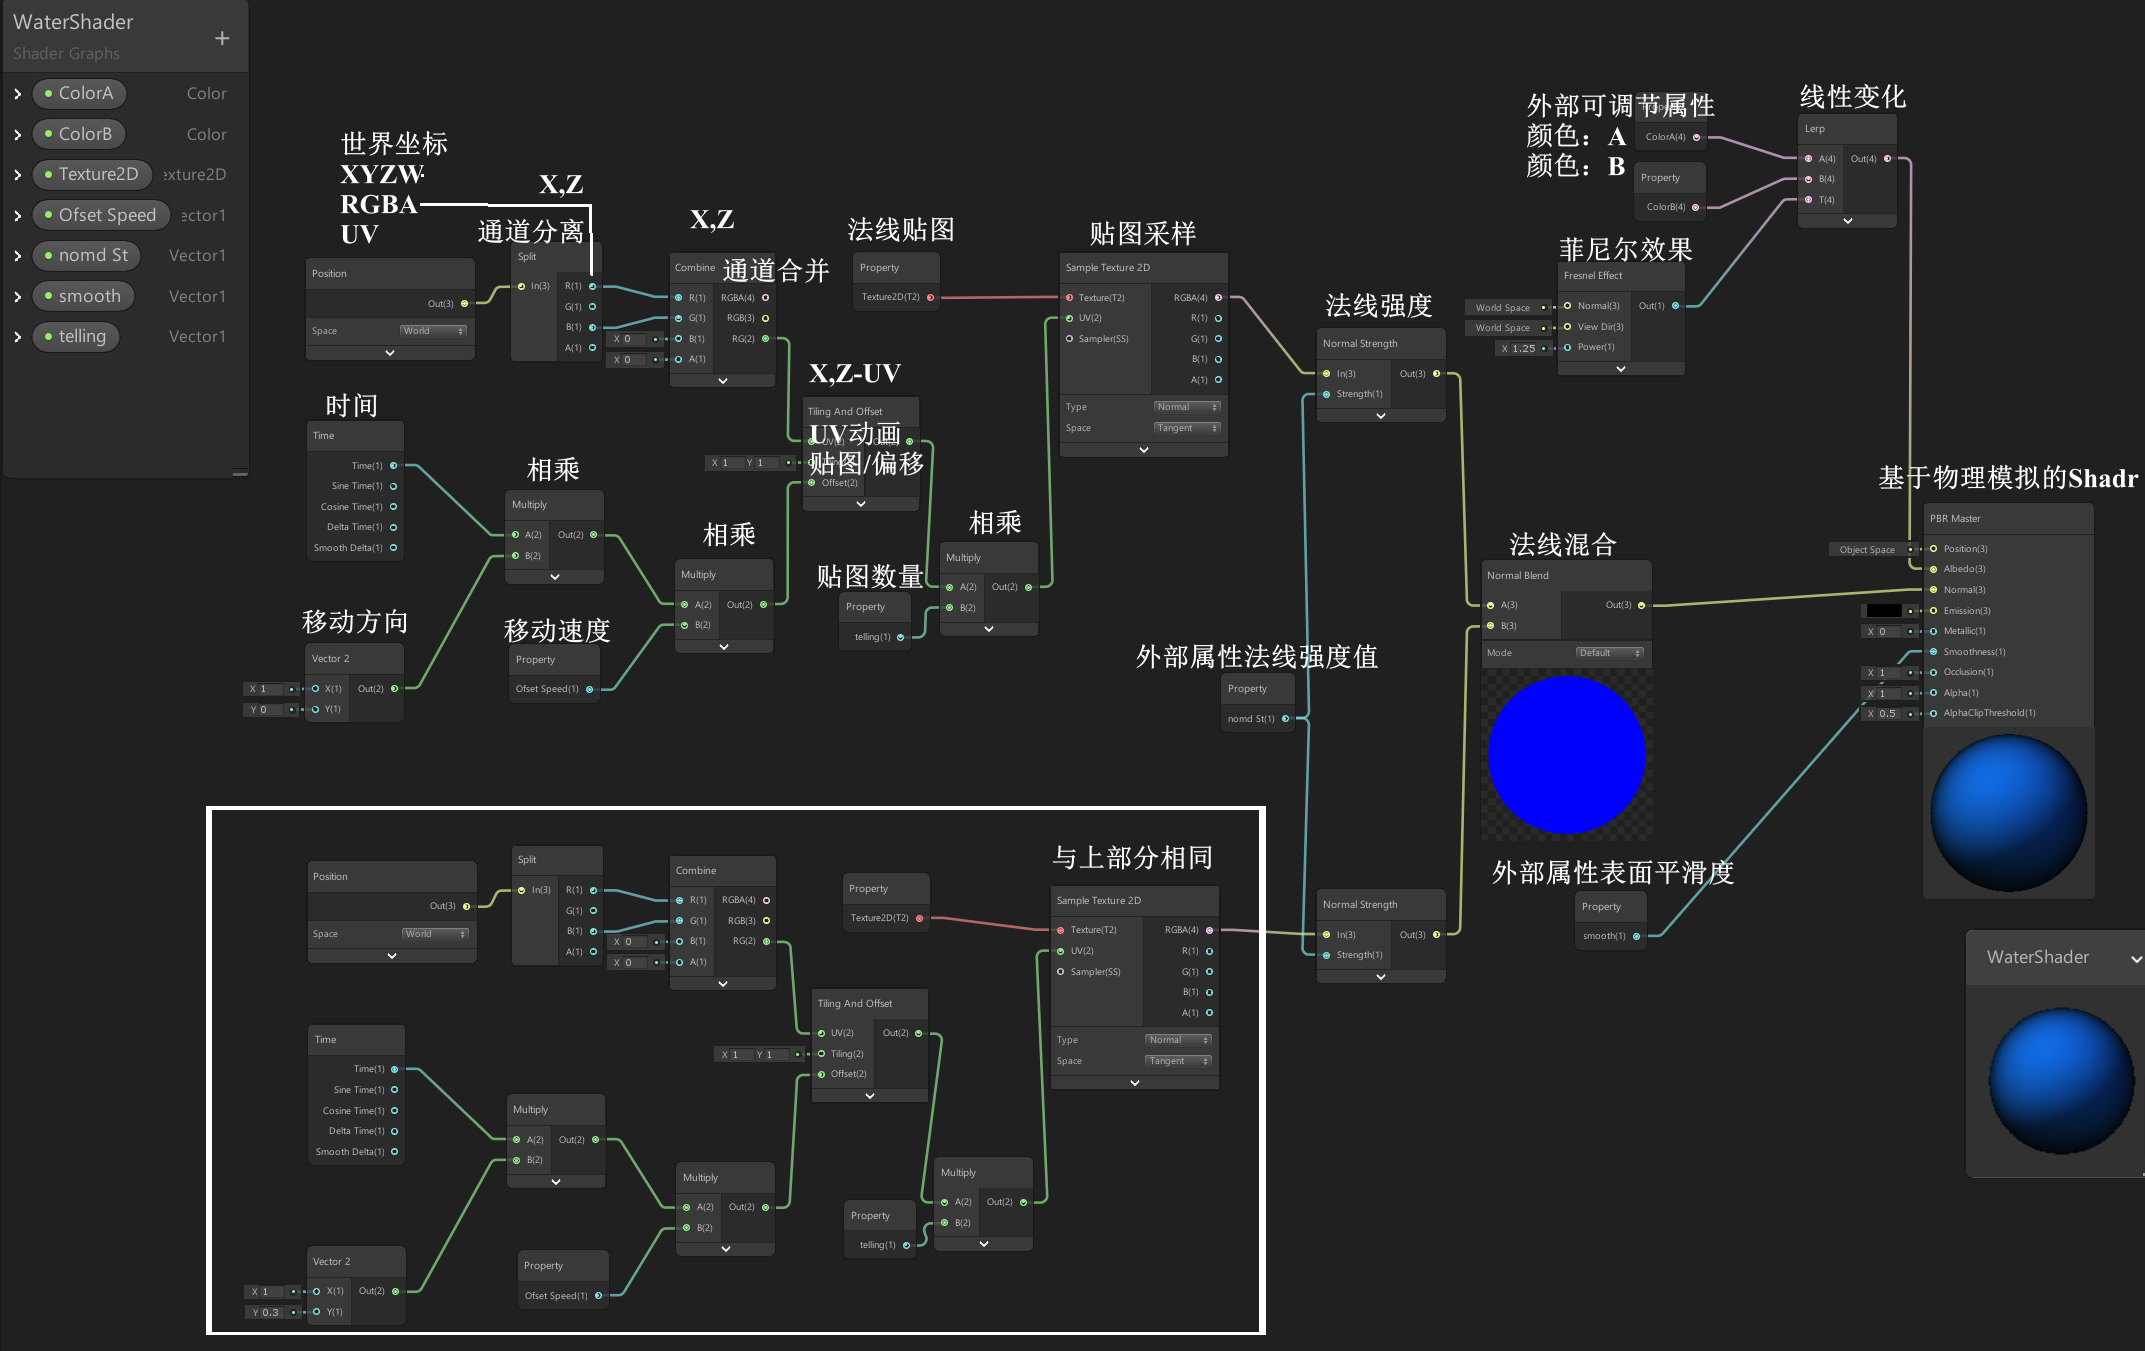 WaterShader
Shader Graphs
ColorA Color
ColorB Color
Texture2D exture2D
Ofset Speed ector1
nomd St Vector1
smooth Vector1
telling Vector1
世界坐标
XYZW
RGBA
UV
X,Z
通道分离
Position
Out(3)
Space World
Split
In(3) R(1)
G(1)
B(1)
A(1)
X,Z
通道合并
Combine
R(1) RGBA(4)
G(1) RGB(3)
X 0 B(1) RG(2)
X 0 A(1)
法线贴图
Property
Texture2D(T2)
贴图采样
Sample Texture 2D
Texture(T2) RGBA(4)
UV(2) R(1)
Sampler(SS) G(1)
B(1)
A(1)
Type Normal
Space Tangent
时间
Time
Time(1)
Sine Time(1)
Cosine Time(1)
Delta Time(1)
Smooth Delta(1)
相乘
Multiply
A(2) Out(2)
B(2)
移动方向
Vector 2
X 1 X(1) Out(2)
Y 0 Y(1)
移动速度
Property
Ofset Speed(1)
相乘
Multiply
A(2) Out(2)
B(2)
X,Z-UV
Tiling And Offset
UV动画
贴图/偏移
X 1 Y 1
Offset(2)
贴图数量
Property
telling(1)
相乘
Multiply
A(2) Out(2)
B(2)
法线强度
Normal Strength
In(3) Out(3)
Strength(1)
外部可调节属性
颜色：A
颜色：B
ColorA(4)
Property
ColorB(4)
线性变化
Lerp
A(4) Out(4)
B(4)
T(4)
菲尼尔效果
Fresnel Effect
World Space Normal(3) Out(1)
World Space View Dir(3)
X 1.25 Power(1)
外部属性法线强度值
Property
nomd St(1)
法线混合
Normal Blend
A(3) Out(3)
B(3)
Mode Default
基于物理模拟的Shadr
PBR Master
Object Space Position(3)
Albedo(3)
Normal(3)
Emission(3)
X 0 Metallic(1)
Smoothness(1)
X 1 Occlusion(1)
X 1 Alpha(1)
X 0.5 AlphaClipThreshold(1)
外部属性表面平滑度
Property
smooth(1)
Normal Strength
In(3) Out(3)
Strength(1)
WaterShader
与上部分相同
Position
Out(3)
Space World
Split
In(3) R(1)
G(1)
B(1)
A(1)
Combine
R(1) RGBA(4)
G(1) RGB(3)
X 0 B(1) RG(2)
X 0 A(1)
Property
Texture2D(T2)
Sample Texture 2D
Texture(T2) RGBA(4)
UV(2) R(1)
Sampler(SS) G(1)
B(1)
A(1)
Type Normal
Space Tangent
Time
Time(1)
Sine Time(1)
Cosine Time(1)
Delta Time(1)
Smooth Delta(1)
Tiling And Offset
UV(2) Out(2)
X 1 Y 1 Tiling(2)
Offset(2)
Multiply
A(2) Out(2)
B(2)
Multiply
A(2) Out(2)
B(2)
Property
telling(1)
Multiply
A(2) Out(2)
B(2)
Vector 2
X 1 X(1) Out(2)
Y 0.3 Y(1)
Property
Ofset Speed(1)